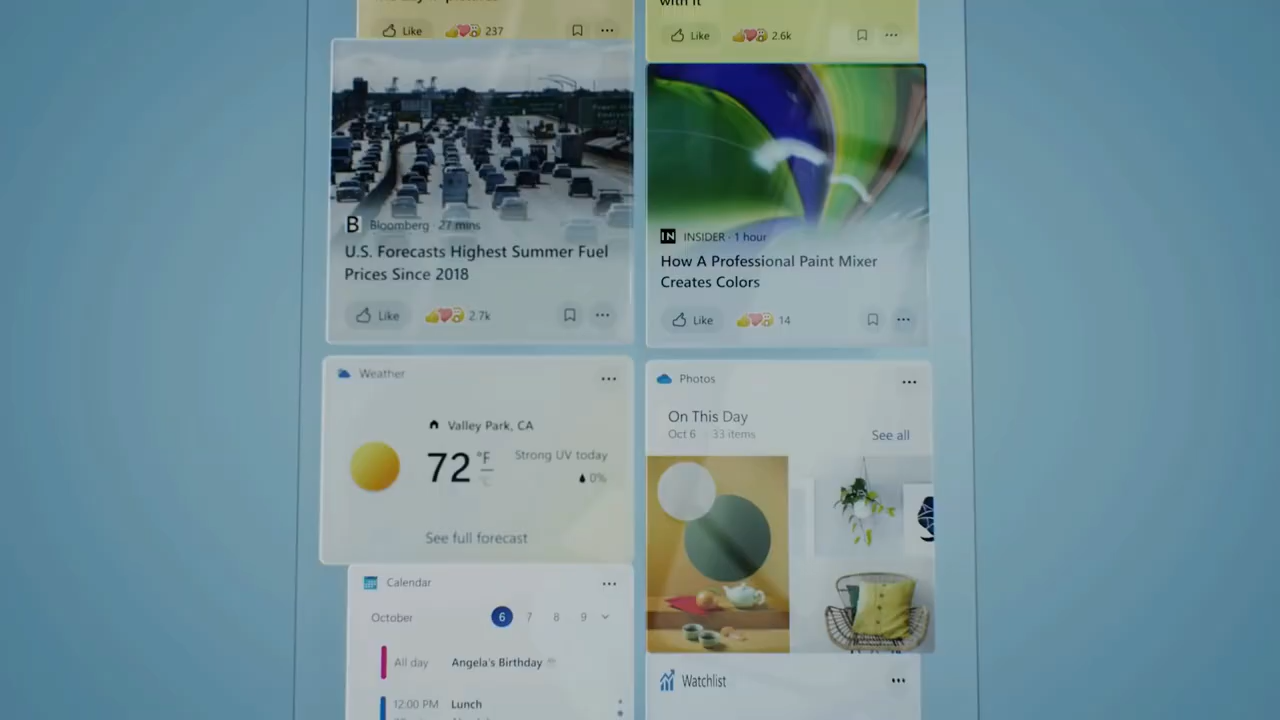 with it
Like
237
Like
2.6k
B Bloomberg · 27 mins
U.S. Forecasts Highest Summer Fuel
Prices Since 2018
Like
2.7k
IN INSIDER · 1 hour
How A Professional Paint Mixer
Creates Colors
Like
14
Weather
Valley Park, CA
72 °F
°C
Strong UV today
0%
See full forecast
Photos
On This Day
Oct 6 33 items
See all
Calendar
October 6 7 8 9
All day Angela's Birthday
12:00 PM Lunch
Watchlist